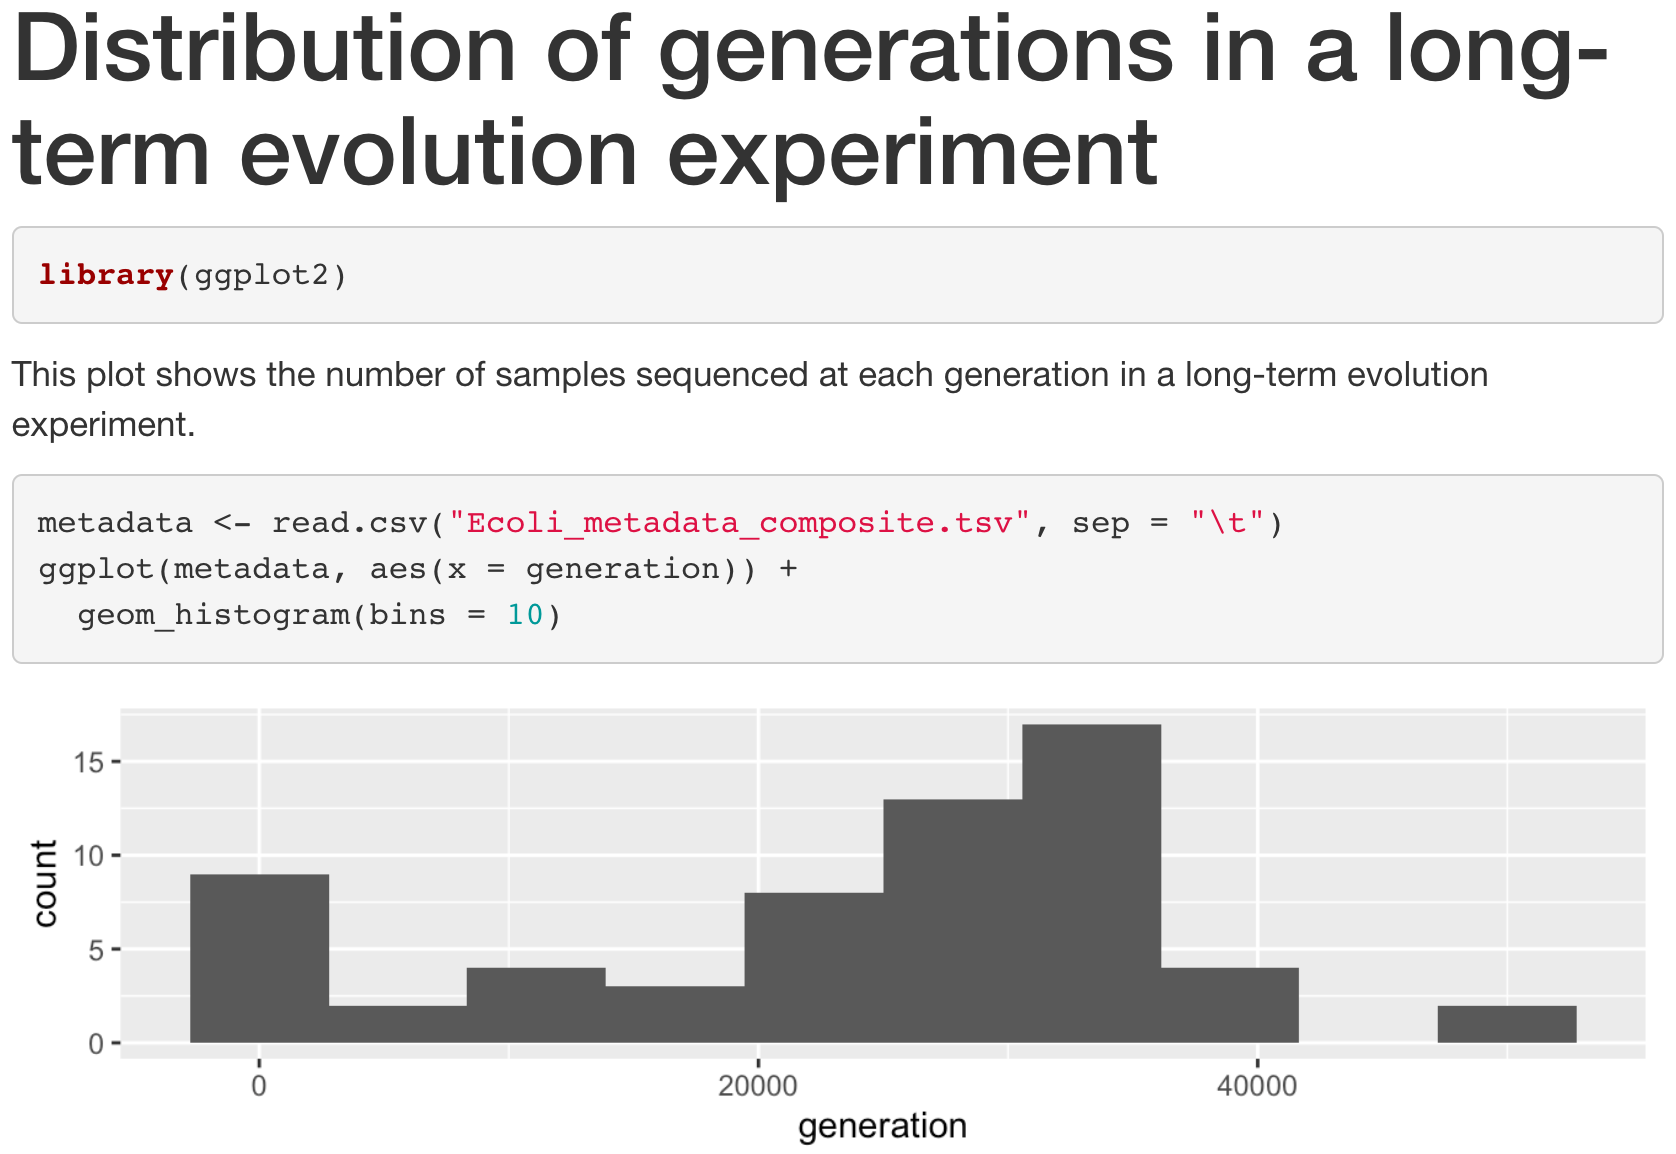 Distribution of generations in a long-
term evolution experiment
library(ggplot2)
This plot shows the number of samples sequenced at each generation in a long-term evolution
experiment.
metadata <- read.csv("Ecoli_metadata_composite.tsv", sep = "\t")
ggplot(metadata, aes(x = generation)) +
  geom_histogram(bins = 10)
15
10
5
0
count
0 20000 40000
generation